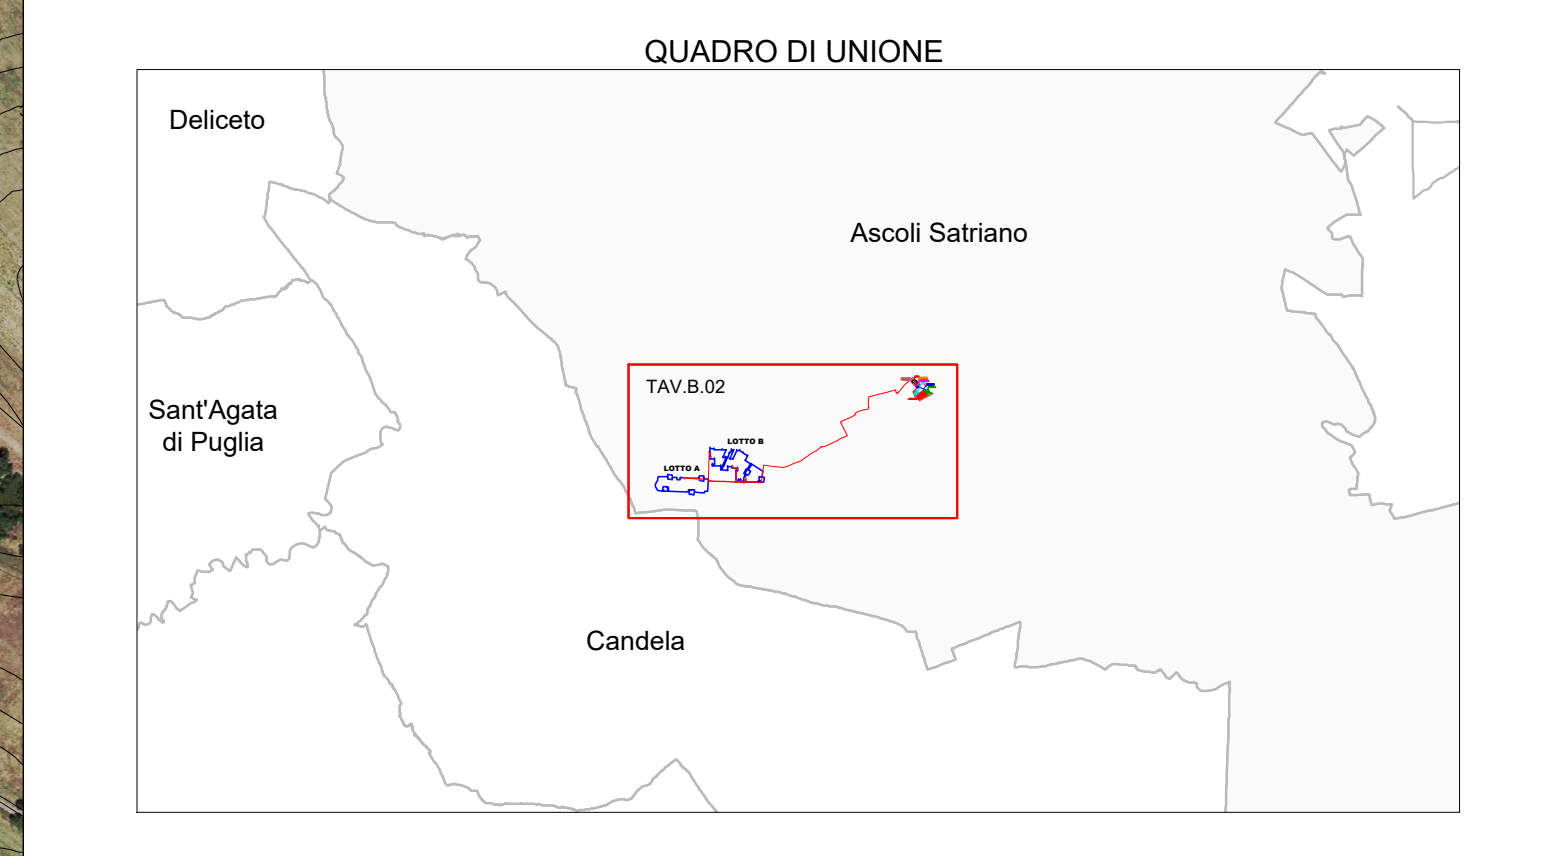 QUADRO DI UNIONE
Deliceto
Ascoli Satriano
TAV.B.02
Sant'Agata
di Puglia
LOTTO B
LOTTO A
Candela